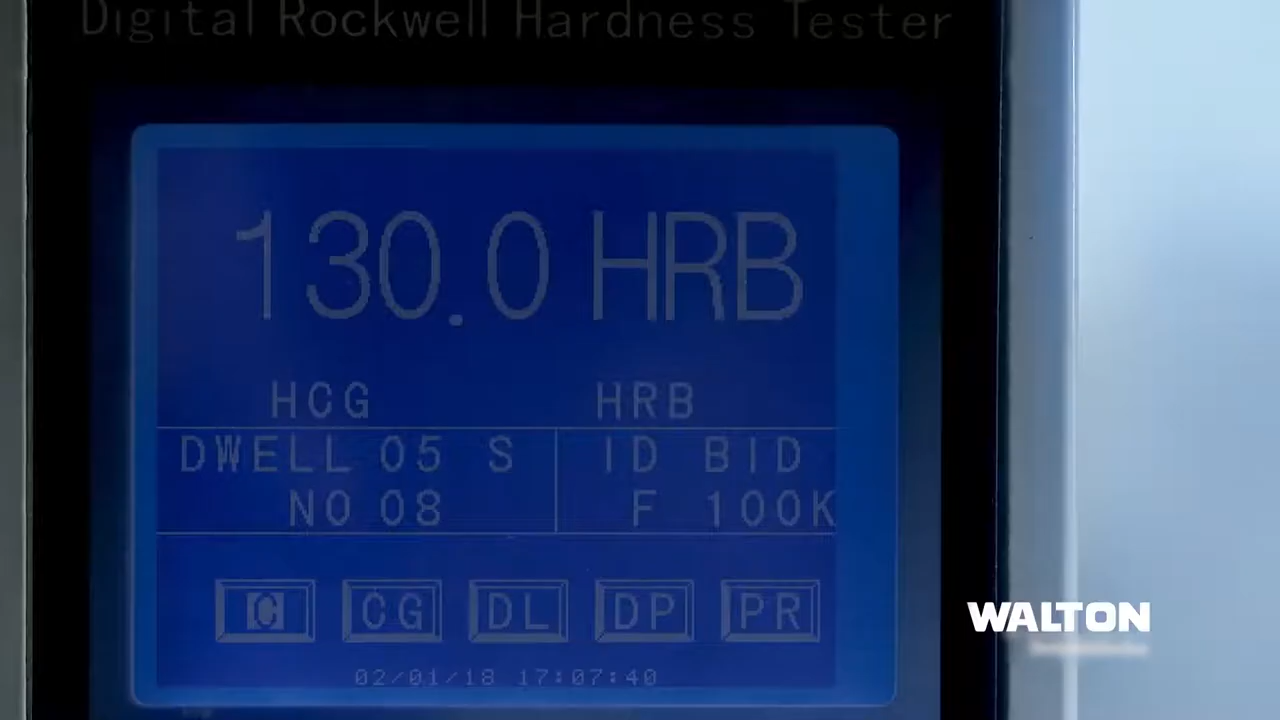 Digital Rockwell Hardness Tester
130.0 HRB
HCG HRB
DWELL 05 S ID BID
NO 08 F 100K
C CG DL DP PR
02/01/18 17:07:40
WALTON